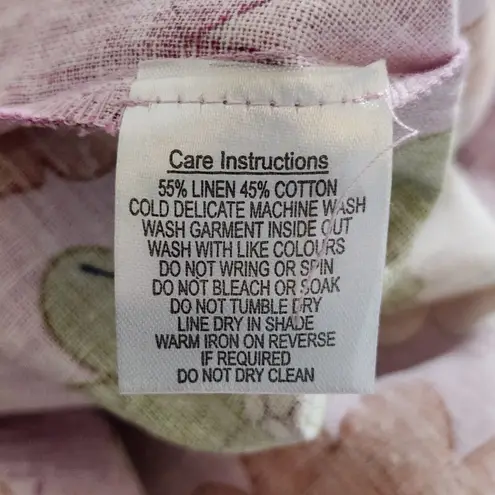 Care Instructions
55% LINEN 45% COTTON
COLD DELICATE MACHINE WASH
WASH GARMENT INSIDE OUT
WASH WITH LIKE COLOURS
DO NOT WRING OR SPIN
DO NOT BLEACH OR SOAK
DO NOT TUMBLE DRY
LINE DRY IN SHADE
WARM IRON ON REVERSE
IF REQUIRED
DO NOT DRY CLEAN